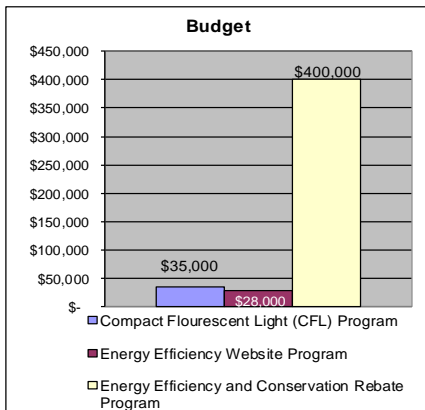 Budget
$450,000
$400,000
$350,000
$300,000
$250,000
$200,000
$150,000
$100,000
$50,000
$-
$400,000
$35,000
$28,000
Compact Flourescent Light (CFL) Program
Energy Efficiency Website Program
Energy Efficiency and Conservation Rebate
Program